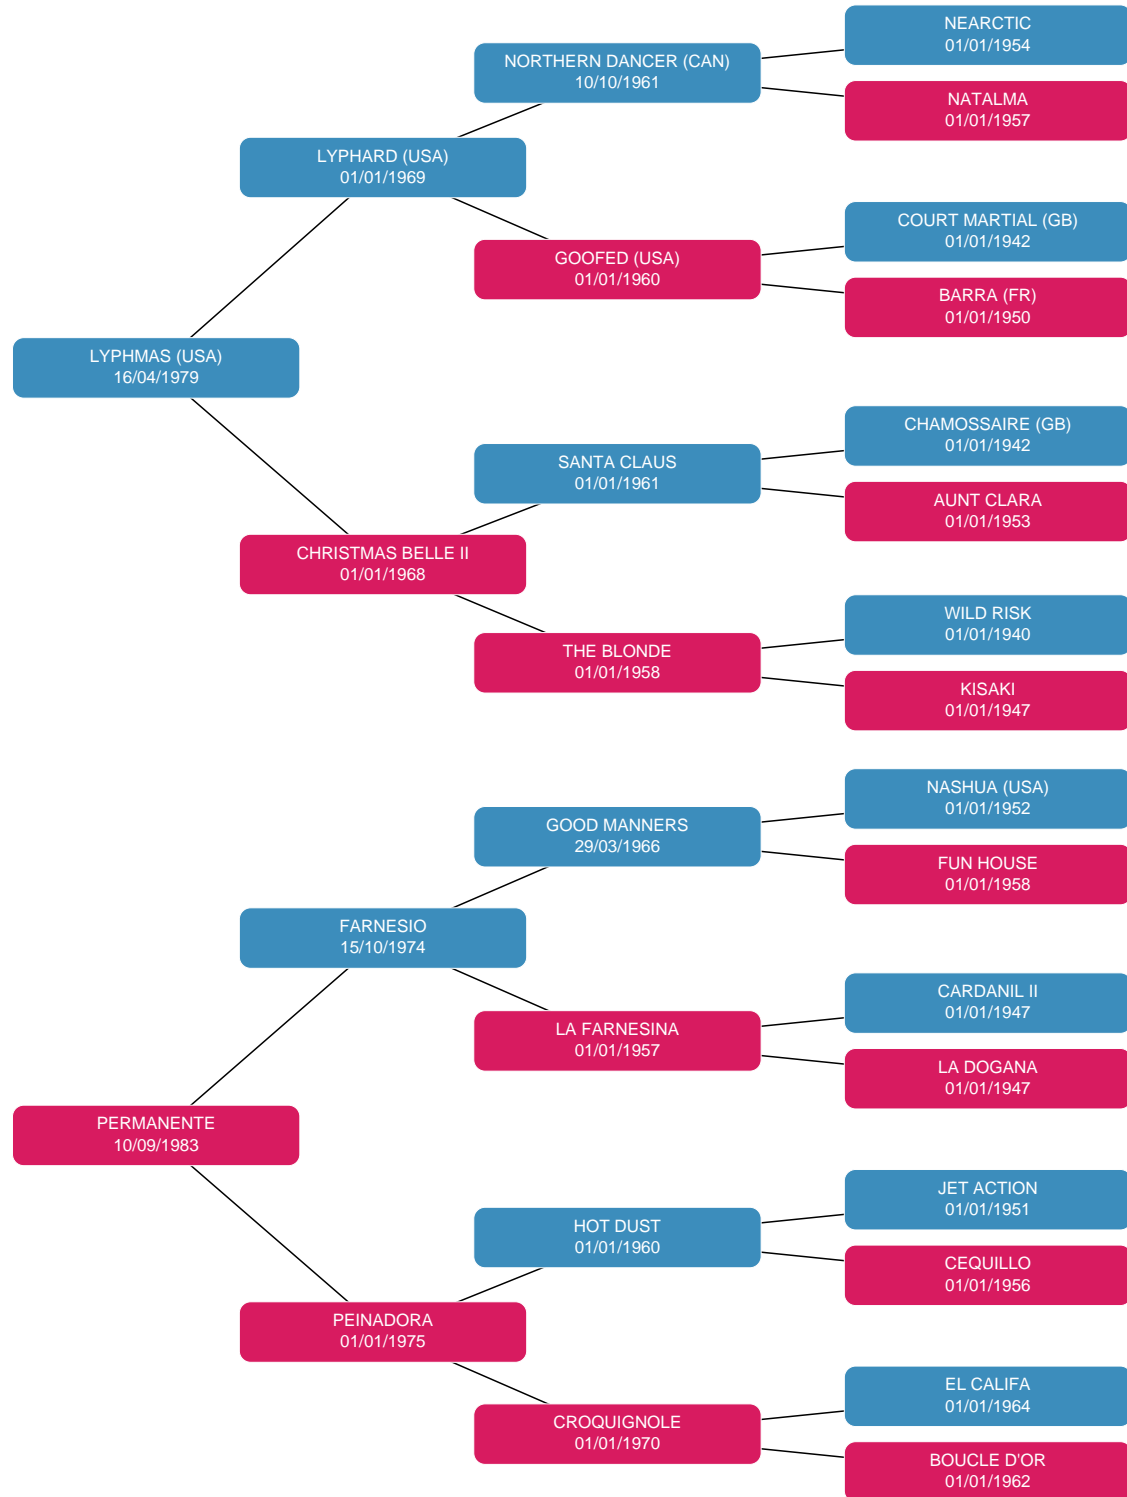 NEARCTIC
01/01/1954
NORTHERN DANCER (CAN)
10/10/1961
NATALMA
01/01/1957
LYPHARD (USA)
01/01/1969
COURT MARTIAL (GB)
01/01/1942
GOOFED (USA)
01/01/1960
BARRA (FR)
01/01/1950
LYPHMAS (USA)
16/04/1979
CHAMOSSAIRE (GB)
01/01/1942
SANTA CLAUS
01/01/1961
AUNT CLARA
01/01/1953
CHRISTMAS BELLE II
01/01/1968
WILD RISK
01/01/1940
THE BLONDE
01/01/1958
KISAKI
01/01/1947
NASHUA (USA)
01/01/1952
GOOD MANNERS
29/03/1966
FUN HOUSE
01/01/1958
FARNESIO
15/10/1974
CARDANIL II
01/01/1947
LA FARNESINA
01/01/1957
LA DOGANA
01/01/1947
PERMANENTE
10/09/1983
JET ACTION
01/01/1951
HOT DUST
01/01/1960
CEQUILLO
01/01/1956
PEINADORA
01/01/1975
EL CALIFA
01/01/1964
CROQUIGNOLE
01/01/1970
BOUCLE D'OR
01/01/1962